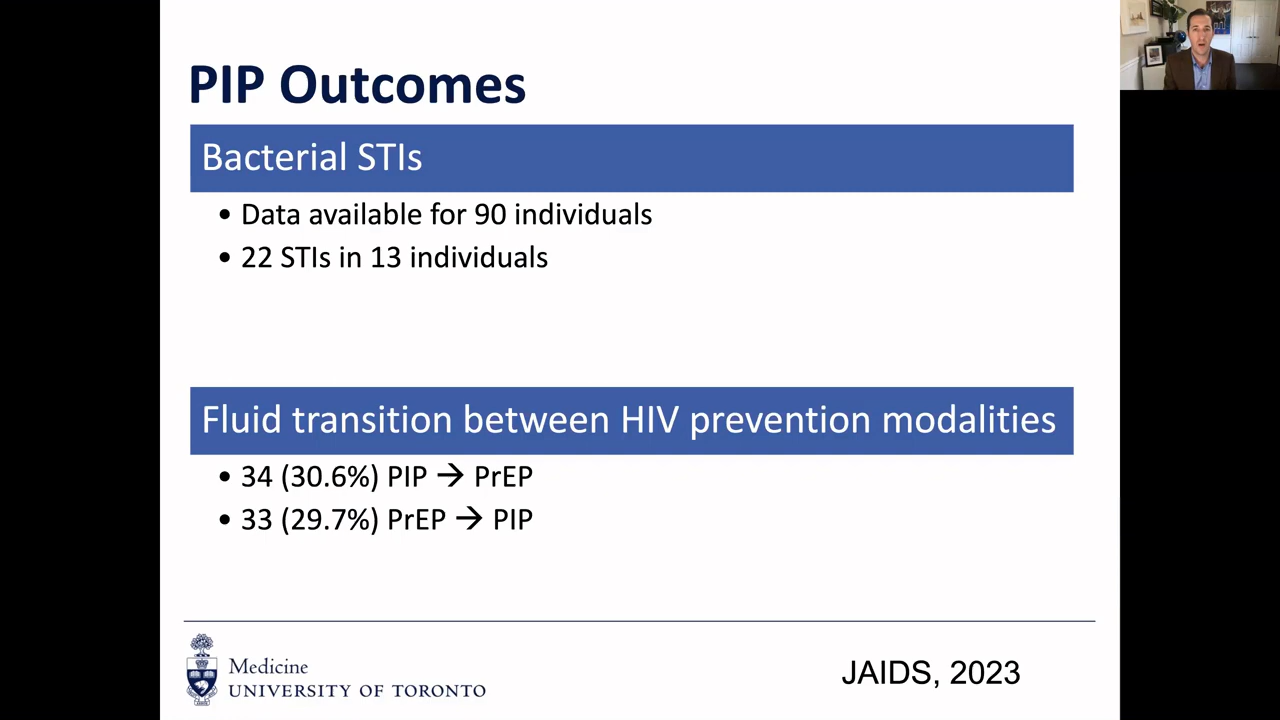 PIP Outcomes
Bacterial STIs
• Data available for 90 individuals
• 22 STIs in 13 individuals
Fluid transition between HIV prevention modalities
• 34 (30.6%) PIP → PrEP
• 33 (29.7%) PrEP → PIP
Medicine
UNIVERSITY OF TORONTO
JAIDS, 2023